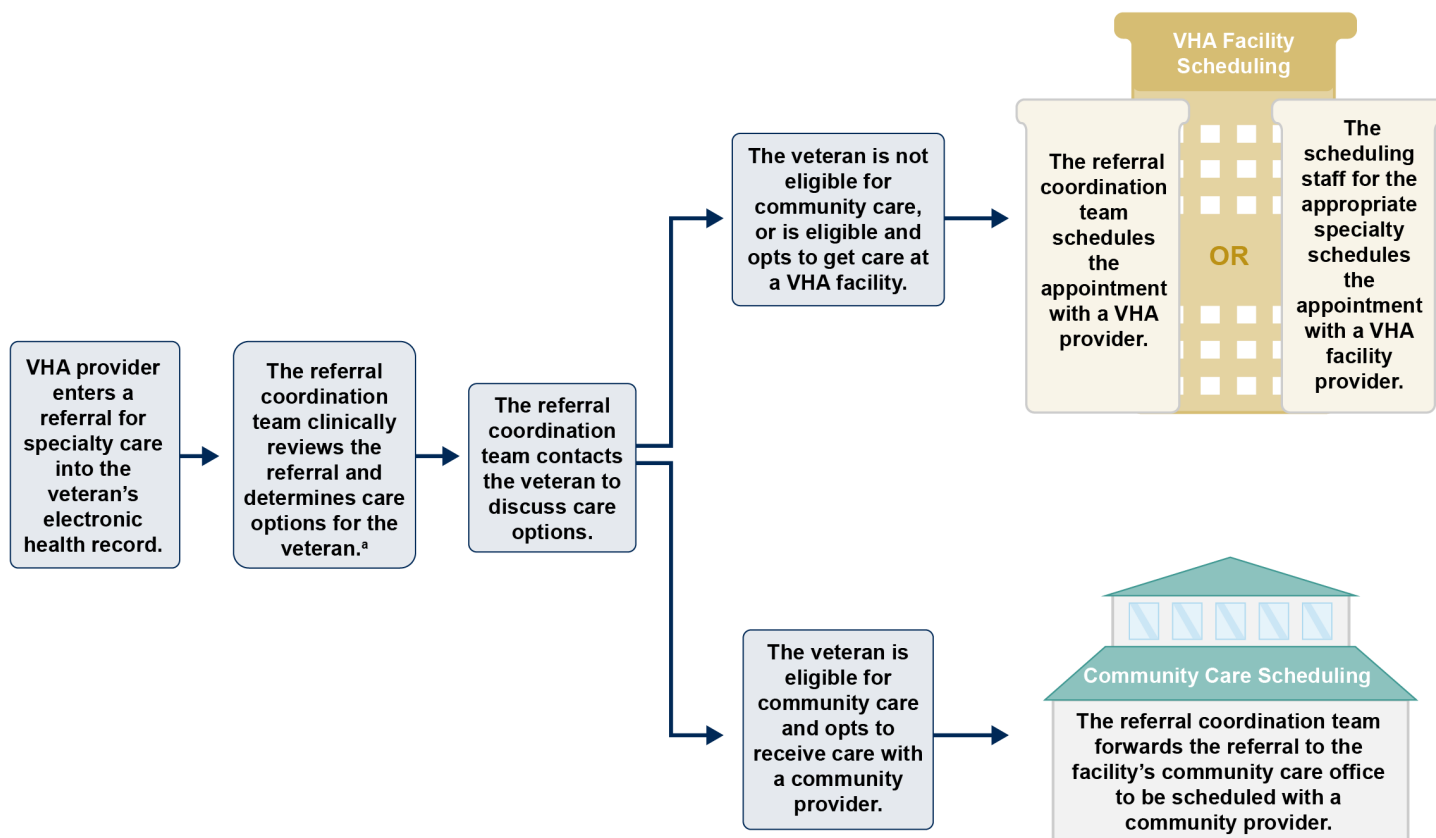 VHA provider
enters a
referral for
specialty care
into the
veteran’s
electronic
health record.
The referral
coordination
team clinically
reviews the
referral and
determines care
options for the
veteran.ª
The referral
coordination
team contacts
the veteran to
discuss care
options.
The veteran is not
eligible for
community care,
or is eligible and
opts to get care at
a VHA facility.
VHA Facility
Scheduling
The referral
coordination
team
schedules
the
appointment
with a VHA
provider.
OR
The
scheduling
staff for the
appropriate
specialty
schedules
the
appointment
with a VHA
facility
provider.
The veteran is
eligible for
community care
and opts to
receive care with
a community
provider.
Community Care Scheduling
The referral coordination team
forwards the referral to the
facility’s community care office
to be scheduled with a
community provider.